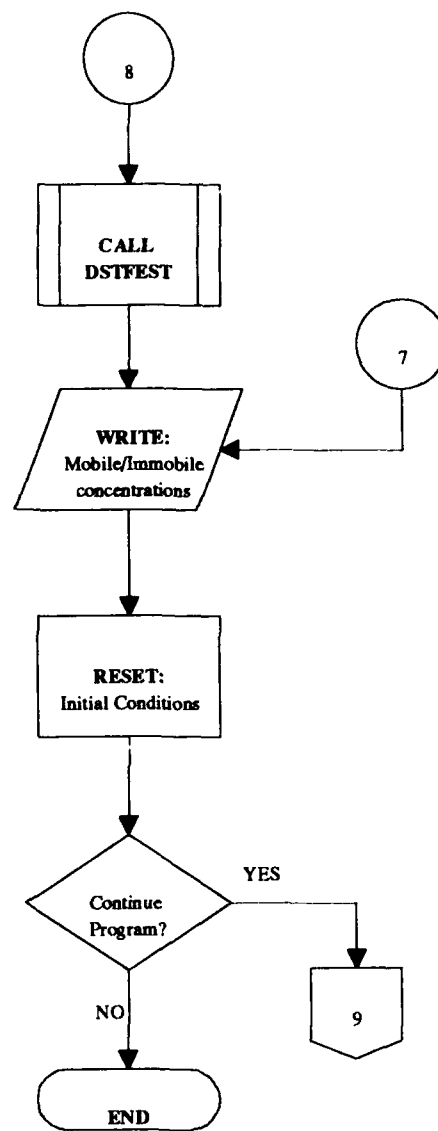 8
CALL
DSTFEST
7
WRITE:
Mobile/Immobile
concentrations
RESET:
Initial Conditions
YES
Continue
Program?
NO
9
END